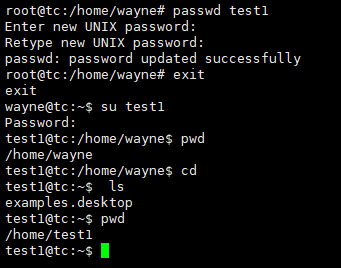 root@tc:/home/wayne# passwd test1
Enter new UNIX password:
Retype new UNIX password:
passwd: password updated successfully
root@tc:/home/wayne# exit
exit
wayne@tc:~$ su test1
Password:
test1@tc:/home/wayne$ pwd
/home/wayne
test1@tc:/home/wayne$ cd
test1@tc:~$  ls
examples.desktop
test1@tc:~$ pwd
/home/test1
test1@tc:~$